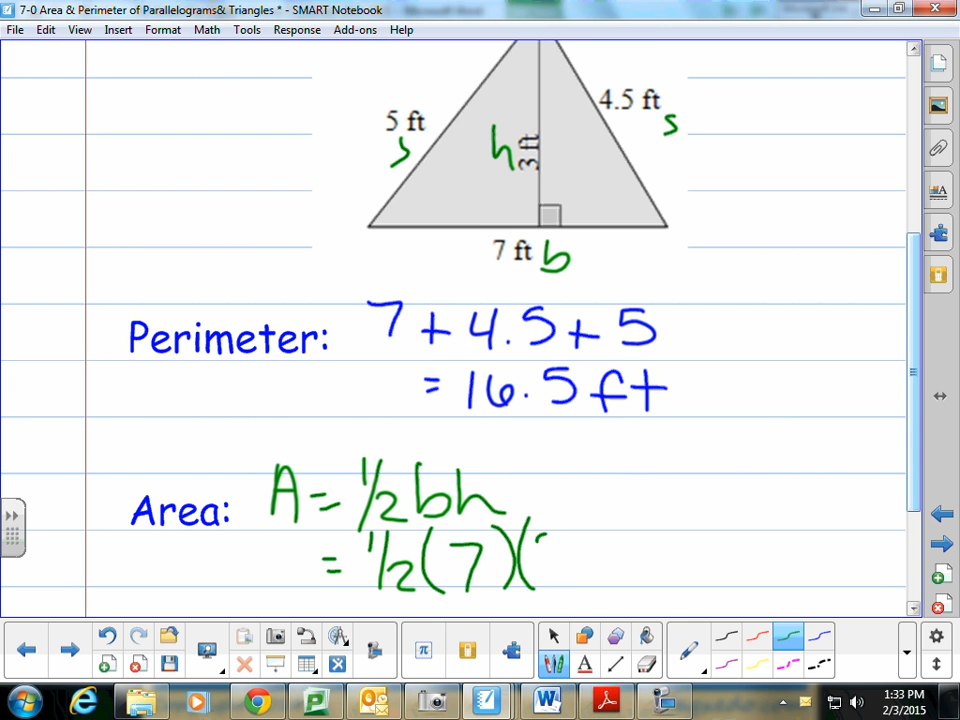 7-0 Area & Perimeter of Parallelograms& Triangles * - SMART Notebook
File Edit View Insert Format Math Tools Response Add-ons Help
4.5 ft
s
5 ft
s
h
3 ft
7 ft b
Perimeter: 7 + 4.5 + 5
= 16.5 ft
Area: A = 1/2 bh
= 1/2 (7)(
1:33 PM
2/3/2015